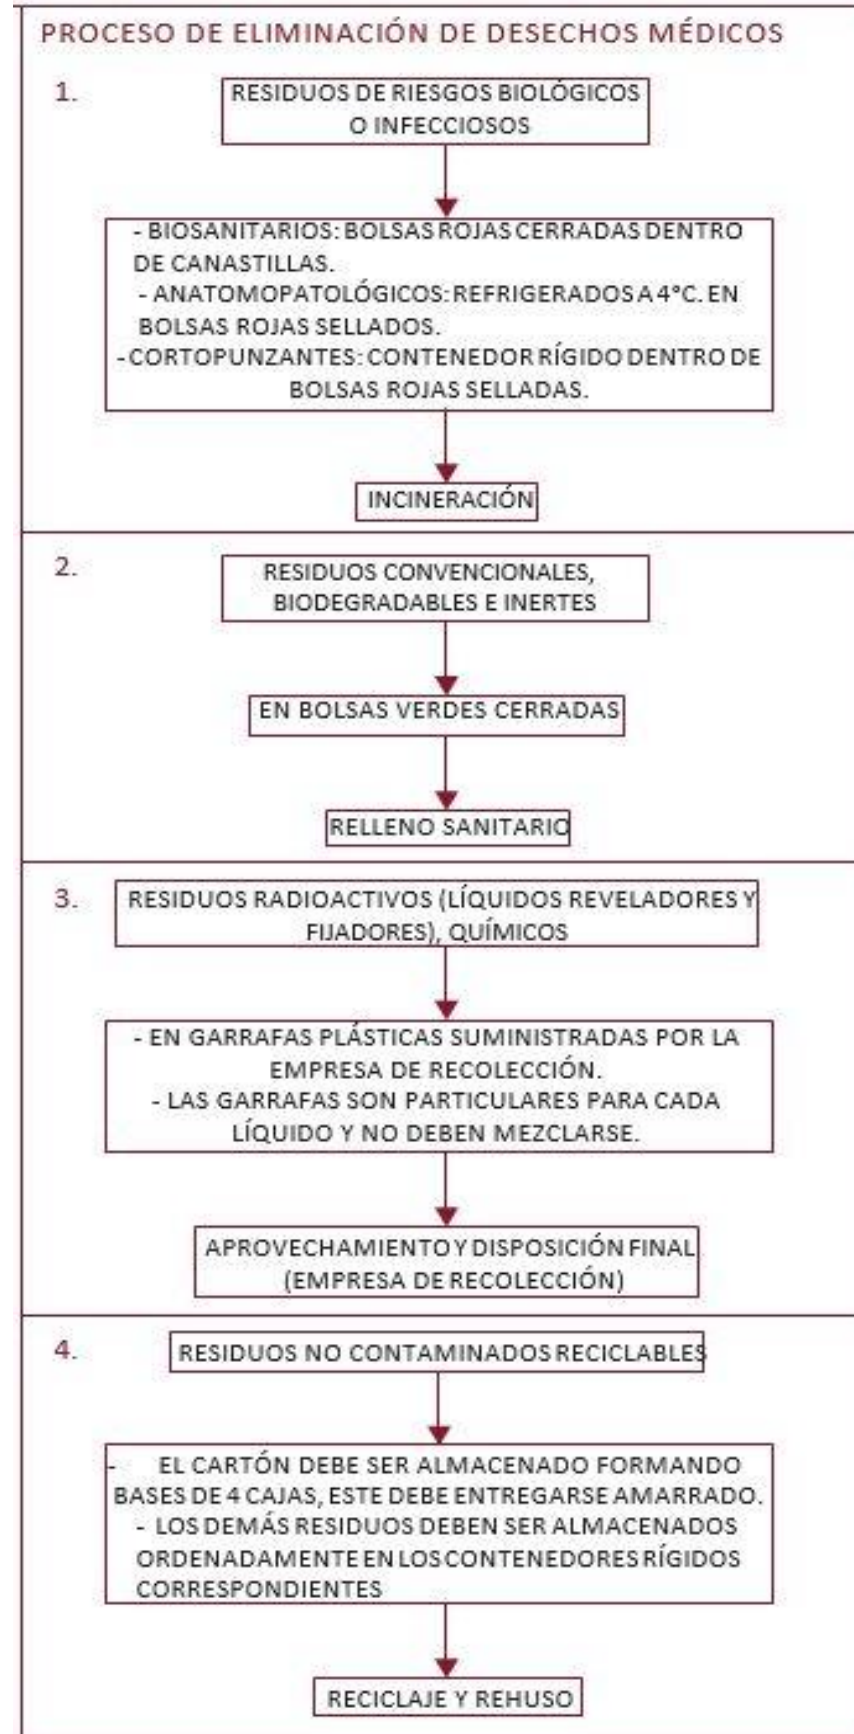 PROCESO DE ELIMINACIÓN DE DESECHOS MÉDICOS
1.
RESIDUOS DE RIESGOS BIOLÓGICOS
O INFECCIOSOS
- BIOSANITARIOS: BOLSAS ROJAS CERRADAS DENTRO
DE CANASTILLAS.
- ANATOMOPATOLÓGICOS: REFRIGERADOS A 4°C. EN
BOLSAS ROJAS SELLADOS.
- CORTOPUNZANTES: CONTENEDOR RÍGIDO DENTRO DE
BOLSAS ROJAS SELLADAS.
INCINERACIÓN
2.
RESIDUOS CONVENCIONALES,
BIODEGRADABLES E INERTES
EN BOLSAS VERDES CERRADAS
RELLENO SANITARIO
3.
RESIDUOS RADIOACTIVOS (LÍQUIDOS REVELADORES Y
FIJADORES), QUÍMICOS
- EN GARRAFAS PLÁSTICAS SUMINISTRADAS POR LA
EMPRESA DE RECOLECCIÓN.
- LAS GARRAFAS SON PARTICULARES PARA CADA
LÍQUIDO Y NO DEBEN MEZCLARSE.
APROVECHAMIENTO Y DISPOSICIÓN FINAL
(EMPRESA DE RECOLECCIÓN)
4.
RESIDUOS NO CONTAMINADOS RECICLABLES
- EL CARTÓN DEBE SER ALMACENADO FORMANDO
BASES DE 4 CAJAS, ESTE DEBE ENTREGARSE AMARRADO.
- LOS DEMÁS RESIDUOS DEBEN SER ALMACENADOS
ORDENADAMENTE EN LOS CONTENEDORES RÍGIDOS
CORRESPONDIENTES
RECICLAJE Y REHUSO